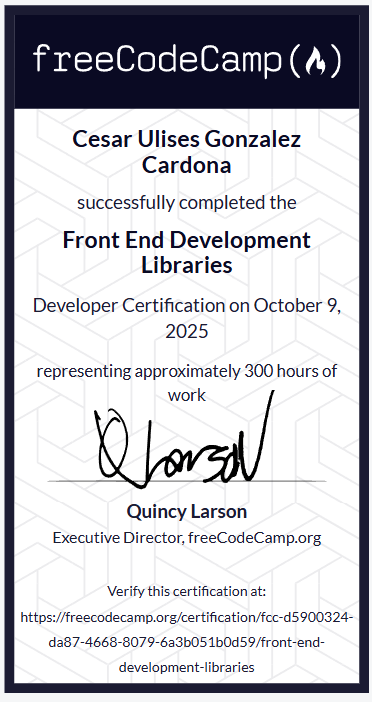 freeCodeCamp(🔥)
Cesar Ulises Gonzalez
Cardona
successfully completed the
Front End Development
Libraries
Developer Certification on October 9,
2025
representing approximately 300 hours of
work
Q Larson
Quincy Larson
Executive Director, freeCodeCamp.org
Verify this certification at:
https://freecodecamp.org/certification/fcc-d5900324-
da87-4668-8079-6a3b051b0d59/front-end-
development-libraries